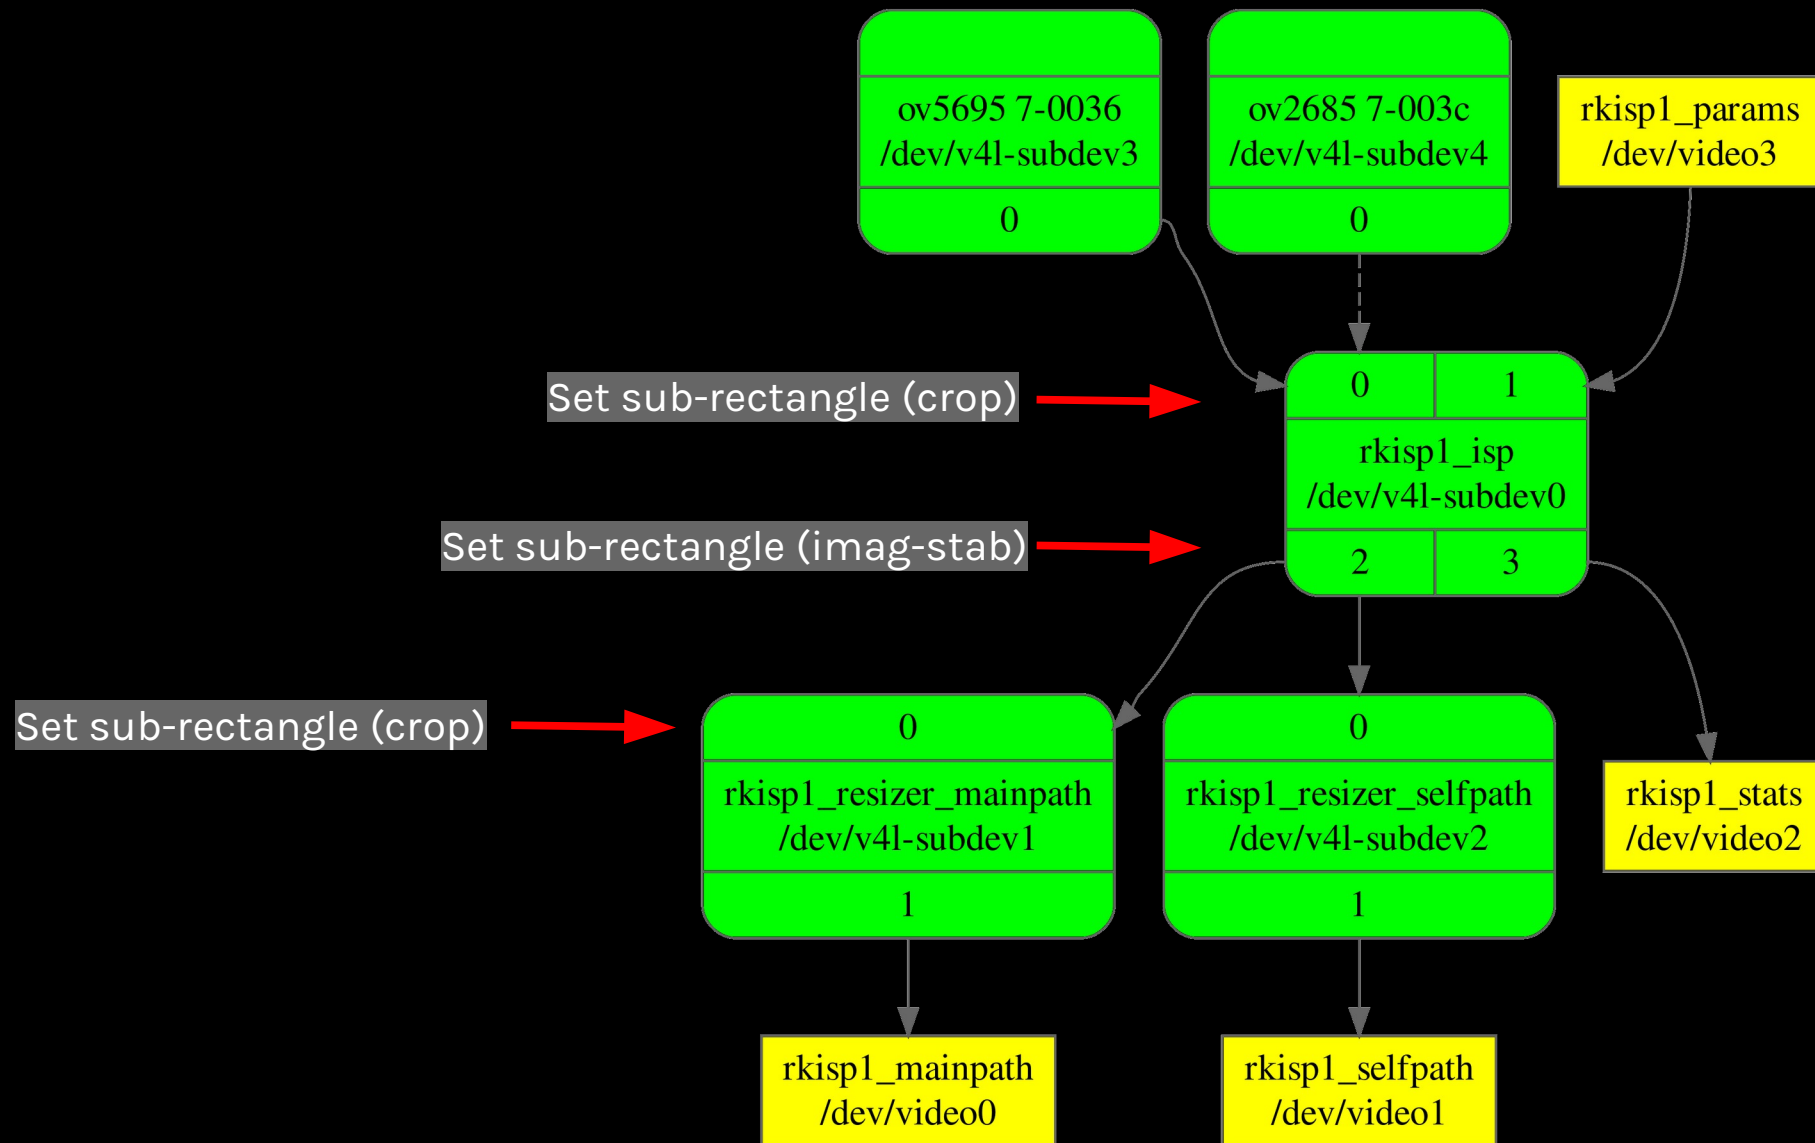 ov5695 7-0036
/dev/v4l-subdev3
0
ov2685 7-003c
/dev/v4l-subdev4
0
rkisp1_params
/dev/video3
Set sub-rectangle (crop)
0
1
rkisp1_isp
/dev/v4l-subdev0
Set sub-rectangle (imag-stab)
2
3
Set sub-rectangle (crop)
0
rkisp1_resizer_mainpath
/dev/v4l-subdev1
1
0
rkisp1_resizer_selfpath
/dev/v4l-subdev2
1
rkisp1_stats
/dev/video2
rkisp1_mainpath
/dev/video0
rkisp1_selfpath
/dev/video1